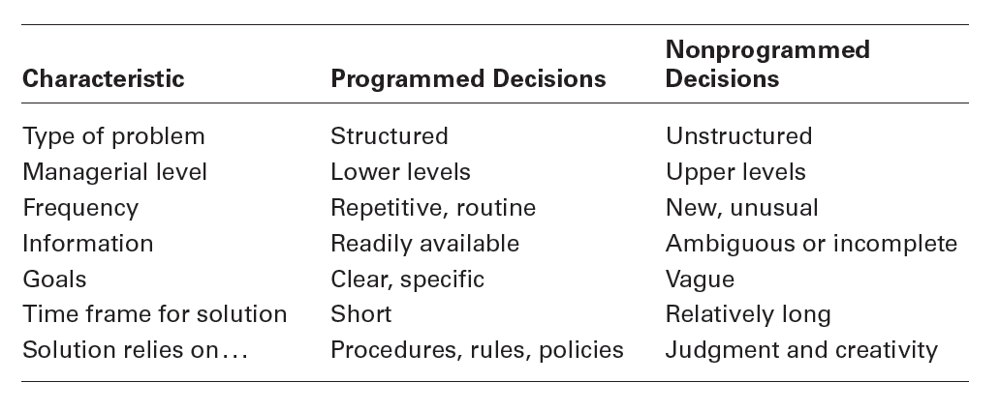 Characteristic Programmed Decisions Nonprogrammed Decisions
Type of problem Structured Unstructured
Managerial level Lower levels Upper levels
Frequency Repetitive, routine New, unusual
Information Readily available Ambiguous or incomplete
Goals Clear, specific Vague
Time frame for solution Short Relatively long
Solution relies on… Procedures, rules, policies Judgment and creativity